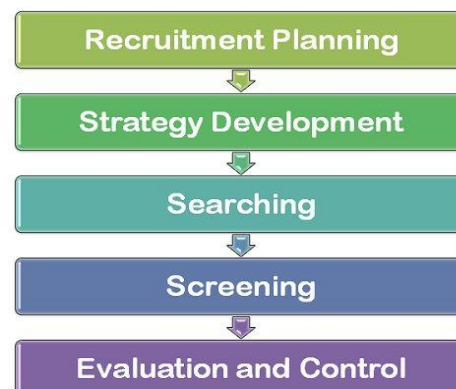 Recruitment Planning
Strategy Development
Searching
Screening
Evaluation and Control